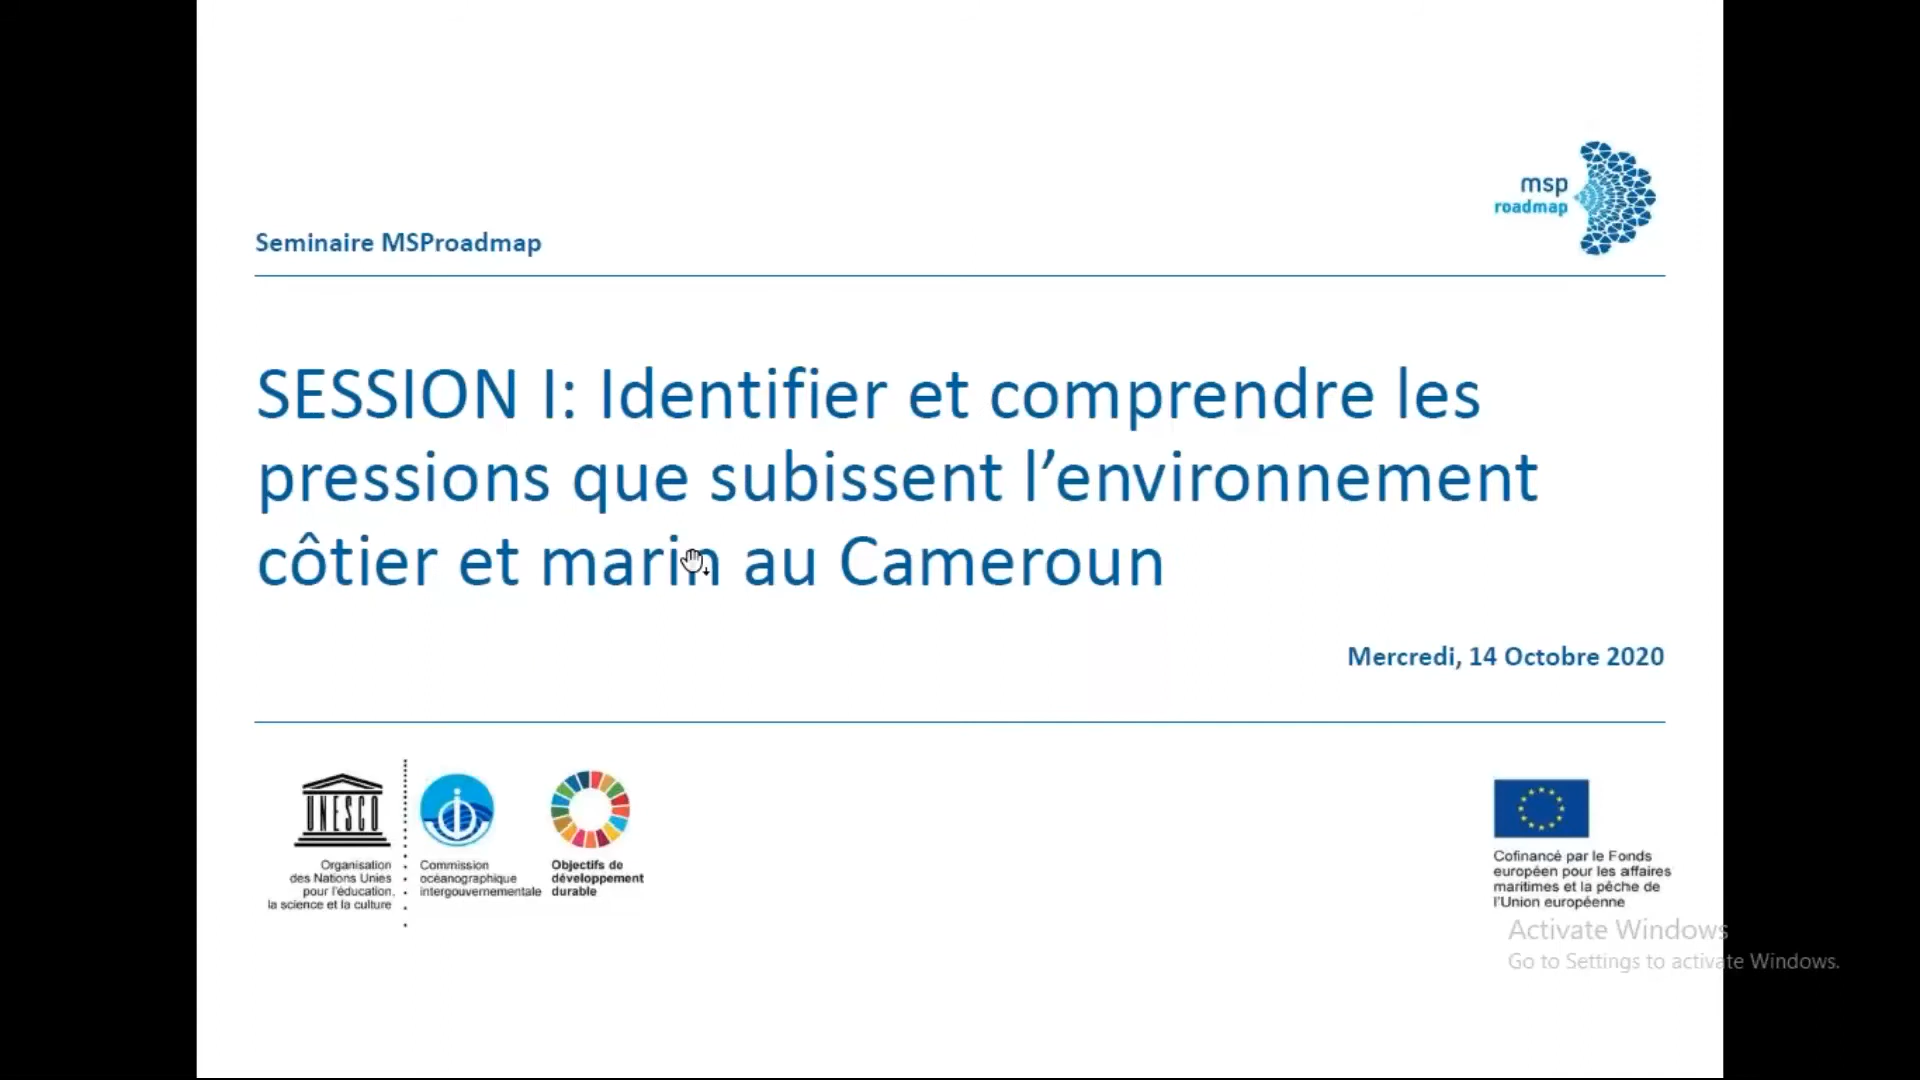 msp
roadmap
Seminaire MSProadmap
SESSION I: Identifier et comprendre les
pressions que subissent l’environnement
côtier et marin au Cameroun
Mercredi, 14 Octobre 2020
UNESCO
Organisation
des Nations Unies
pour l'éducation,
la science et la culture
Commission
océanographique
intergouvernementale
Objectifs de
développement
durable
Cofinancé par le Fonds
européen pour les affaires
maritimes et la pêche de
l'Union européenne
Activate Windows
Go to Settings to activate Windows.